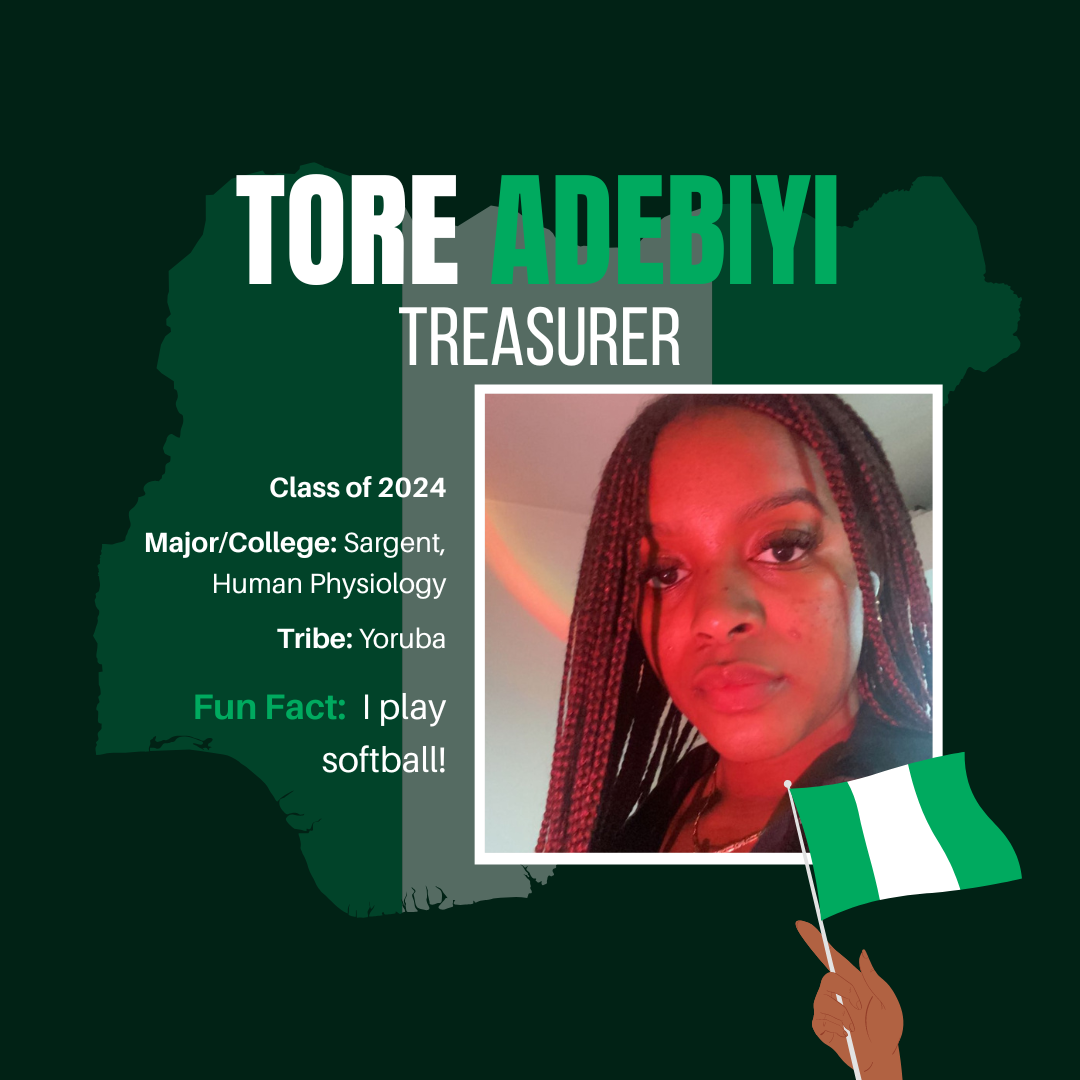 TORE ADEBIYI
TREASURER
Class of 2024
Major/College: Sargent,
Human Physiology
Tribe: Yoruba
Fun Fact: I play
softball!